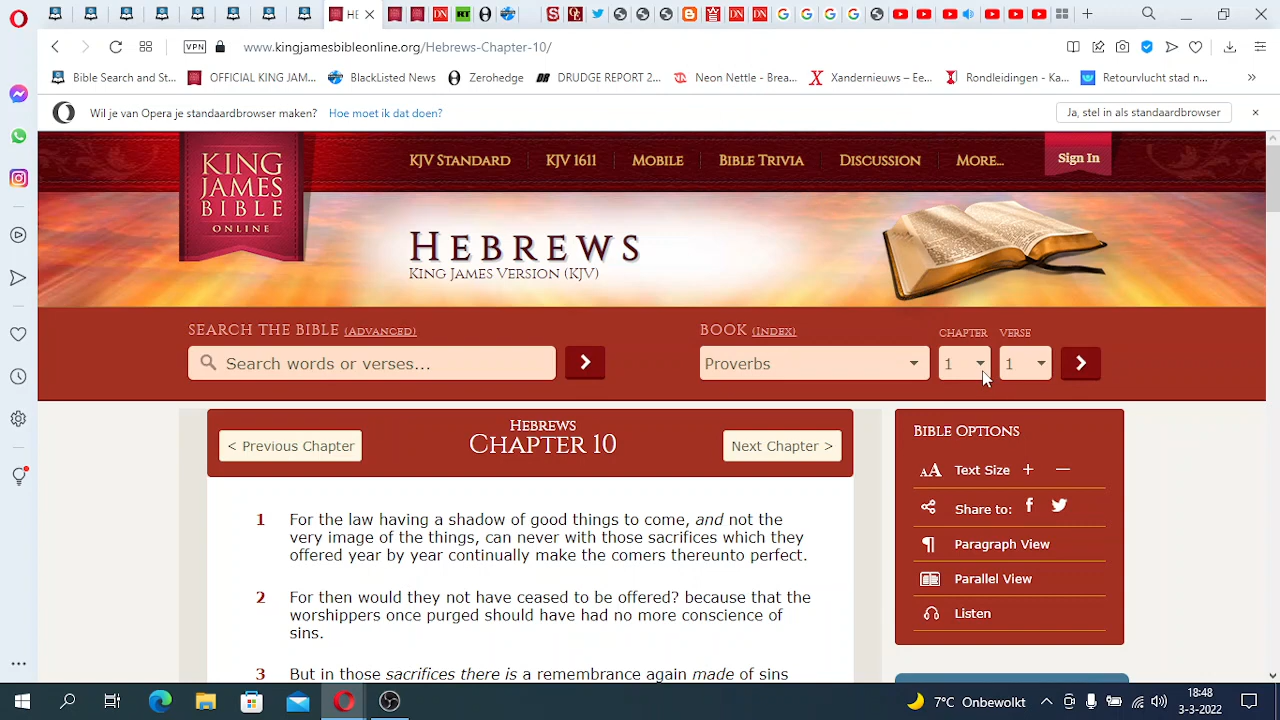 HE
DN
RT
DN
DN
VPN
www.kingjamesbibleonline.org/Hebrews-Chapter-10/
Bible Search and St...
OFFICIAL KING JAM...
BlackListed News
Zerohedge
DRUDGE REPORT 2...
Neon Nettle - Brea...
Xandernieuws – Ee...
Rondleidingen - Ka...
Retourvlucht stad n...
Wil je van Opera je standaardbrowser maken?
Hoe moet ik dat doen?
Ja, stel in als standaardbrowser
KING
JAMES
BIBLE
ONLINE
KJV STANDARD
KJV 1611
MOBILE
BIBLE TRIVIA
DISCUSSION
MORE...
Sign In
HEBREWS
KING JAMES VERSION (KJV)
SEARCH THE BIBLE (ADVANCED)
BOOK (INDEX)
CHAPTER
VERSE
Search words or verses...
Proverbs
1
1
< Previous Chapter
HEBREWS
CHAPTER 10
Next Chapter >
1 For the law having a shadow of good things to come, and not the
very image of the things, can never with those sacrifices which they
offered year by year continually make the comers thereunto perfect.
2 For then would they not have ceased to be offered? because that the
worshippers once purged should have had no more conscience of
sins.
3 But in those sacrifices there is a remembrance again made of sins
BIBLE OPTIONS
AA Text Size + —
Share to:
Paragraph View
Parallel View
Listen
7°C Onbewolkt
18:48
3-3-2022